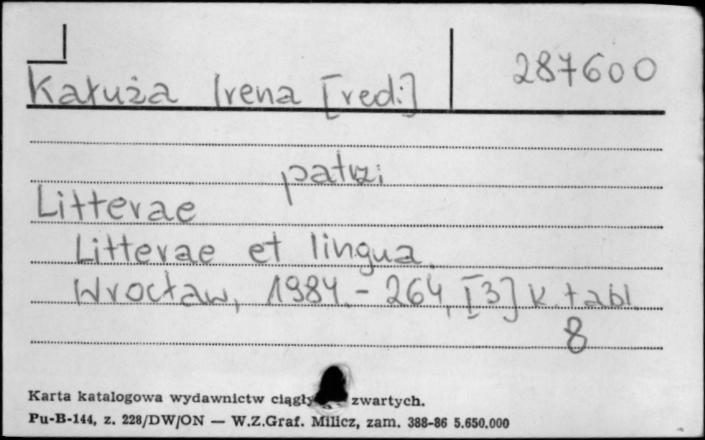 Kałuża Irena [red.] 287600
patrz:
Litterae
Litterae et lingua.
Wrocław, 1984. - 264, [3] k. tabl.
8
Karta katalogowa wydawnictw zwartych.
Pu-B-144, z. 228/DW/ON — W.Z.Graf. Milicz, zam. 388-86 5.650.000